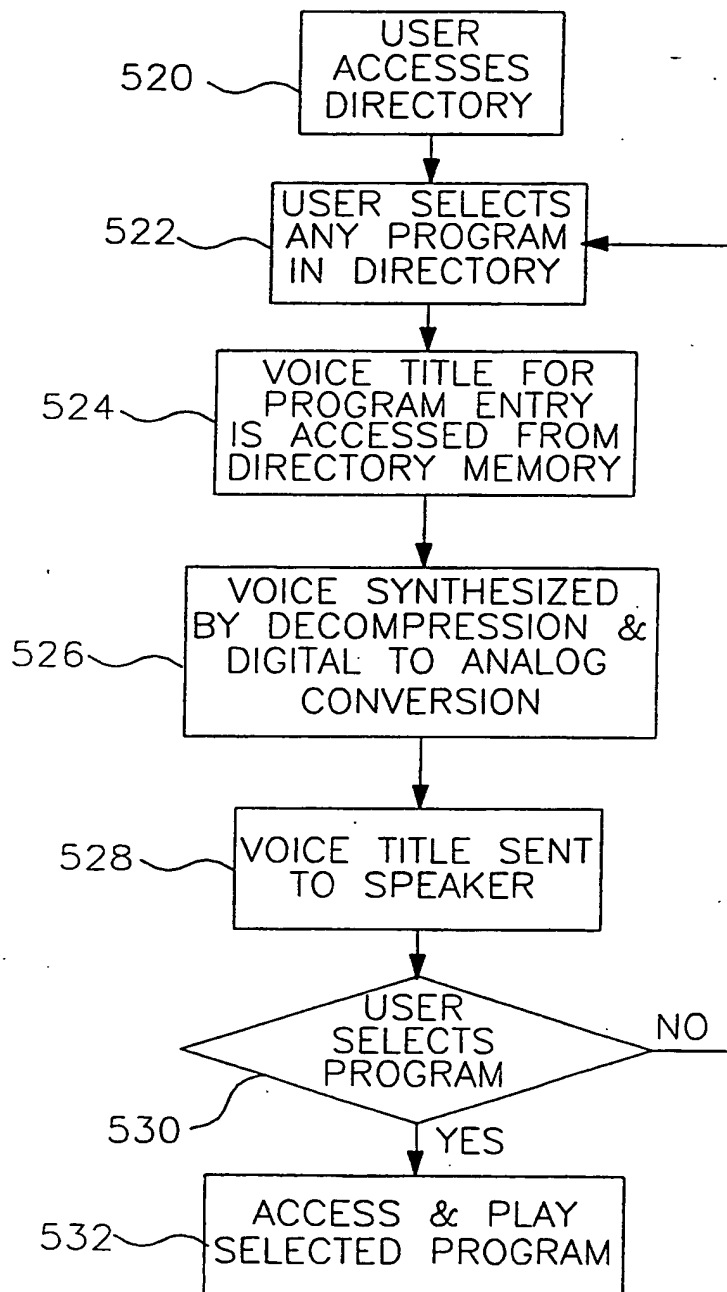 520
USER
ACCESSES
DIRECTORY
522
USER SELECTS
ANY PROGRAM
IN DIRECTORY
524
VOICE TITLE FOR
PROGRAM ENTRY
IS ACCESSED FROM
DIRECTORY MEMORY
526
VOICE SYNTHESIZED
BY DECOMPRESSION &
DIGITAL TO ANALOG
CONVERSION
528
VOICE TITLE SENT
TO SPEAKER
USER
SELECTS
PROGRAM
NO
530
YES
532
ACCESS & PLAY
SELECTED PROGRAM